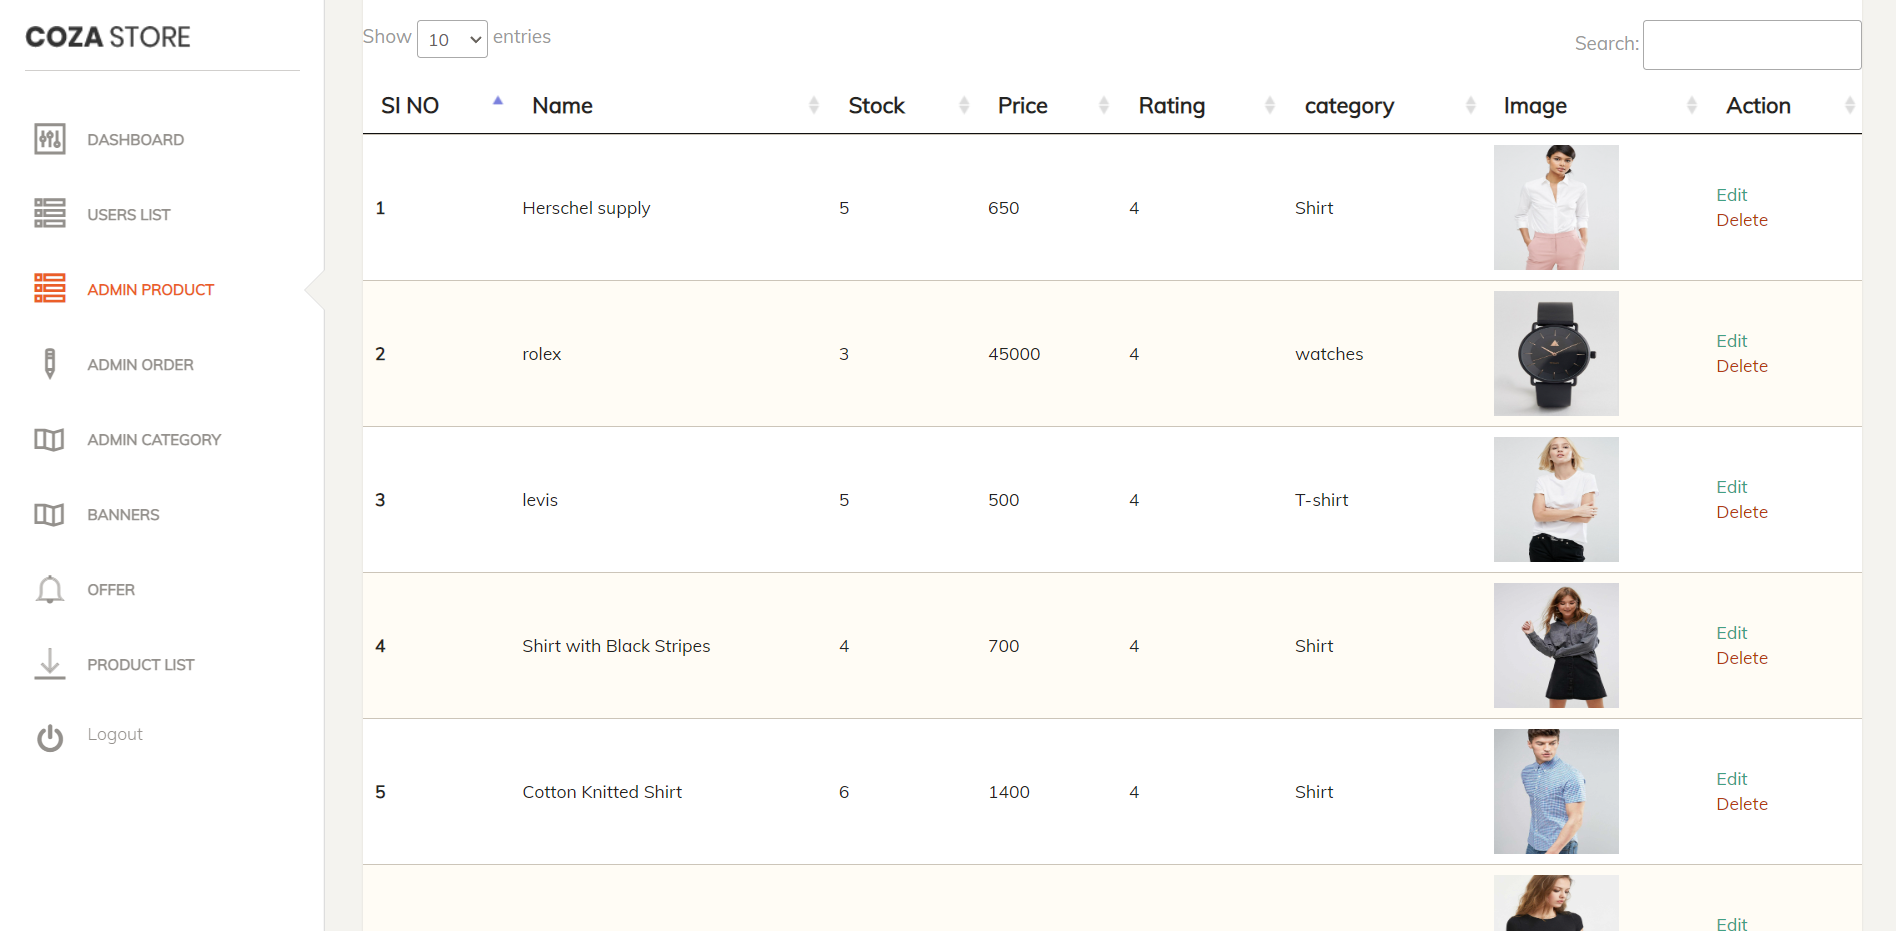 COZA STORE
DASHBOARD
USERS LIST
ADMIN PRODUCT
ADMIN ORDER
ADMIN CATEGORY
BANNERS
OFFER
PRODUCT LIST
Logout
Show 10 entries
Search:
SI NO Name Stock Price Rating category Image Action
1 Herschel supply 5 650 4 Shirt Edit
Delete
2 rolex 3 45000 4 watches Edit
Delete
3 levis 5 500 4 T-shirt Edit
Delete
4 Shirt with Black Stripes 4 700 4 Shirt Edit
Delete
5 Cotton Knitted Shirt 6 1400 4 Shirt Edit
Delete
Edit